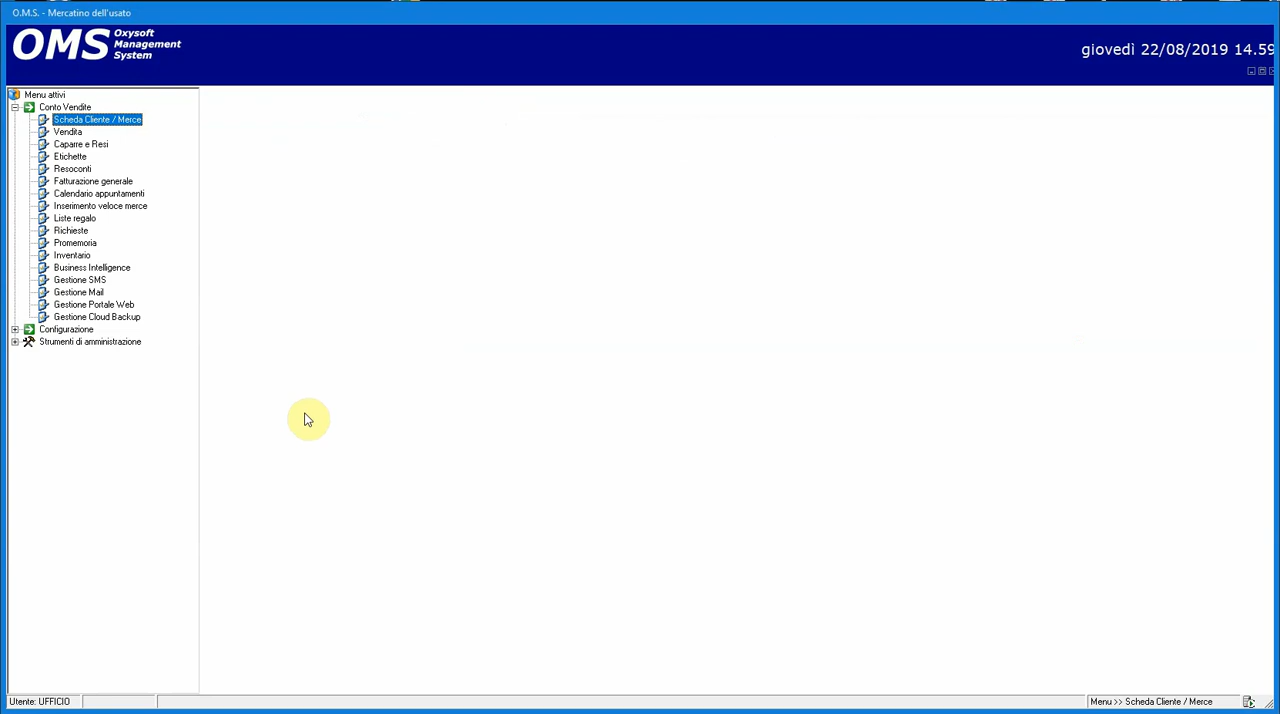 O.M.S. - Mercatino dell'usato
OMS Oxysoft
Management
System
giovedì 22/08/2019 14.59
Menu attivi
Conto Vendite
Scheda Cliente / Merce
Vendita
Caparre e Resi
Etichette
Resoconti
Fatturazione generale
Calendario appuntamenti
Inserimento veloce merce
Liste regalo
Richieste
Promemoria
Inventario
Business Intelligence
Gestione SMS
Gestione Mail
Gestione Portale Web
Gestione Cloud Backup
Configurazione
Strumenti di amministrazione
Utente: UFFICIO
Menu >> Scheda Cliente / Merce